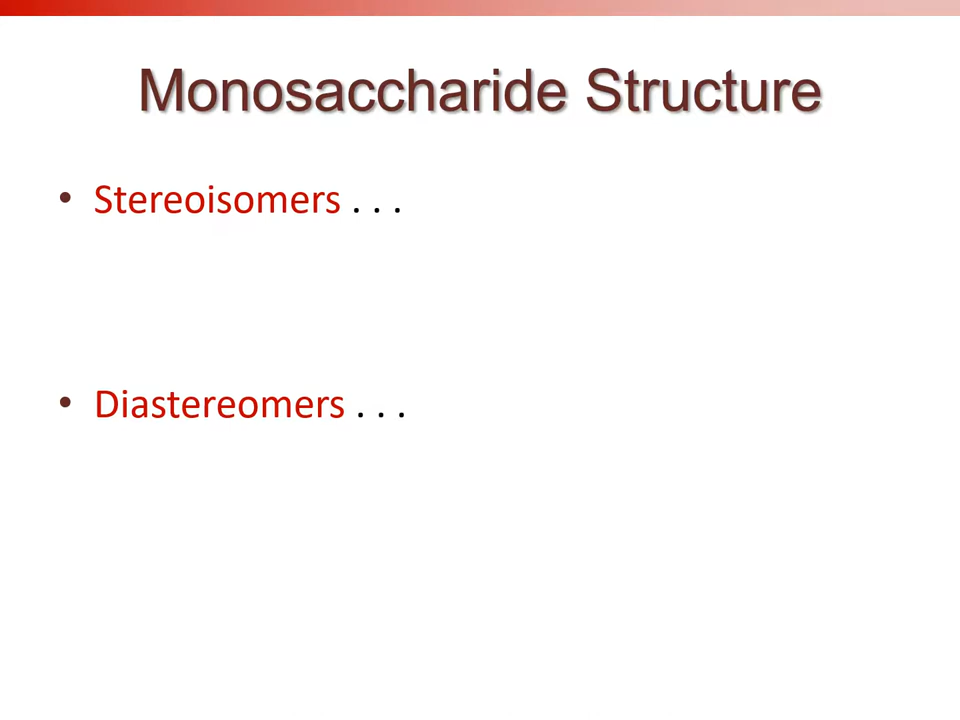 Monosaccharide Structure
• Stereoisomers . . .
• Diastereomers . . .